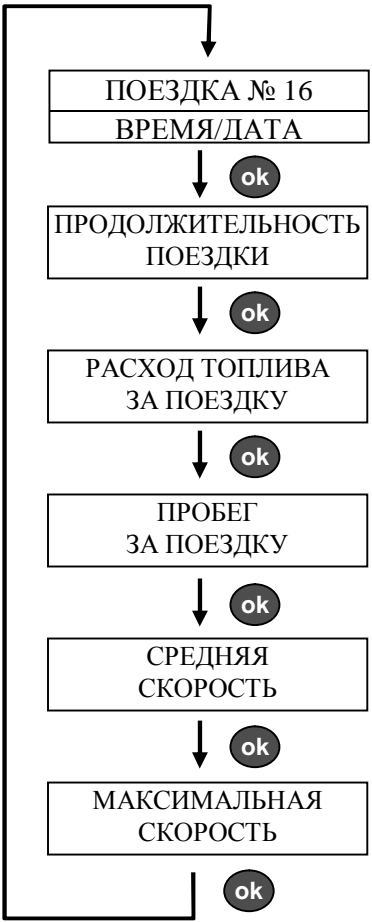 ПОЕЗДКА № 16
ВРЕМЯ/ДАТА
ok
ПРОДОЛЖИТЕЛЬНОСТЬ
ПОЕЗДКИ
ok
РАСХОД ТОПЛИВА
ЗА ПОЕЗДКУ
ok
ПРОБЕГ
ЗА ПОЕЗДКУ
ok
СРЕДНЯЯ
СКОРОСТЬ
ok
МАКСИМАЛЬНАЯ
СКОРОСТЬ
ok